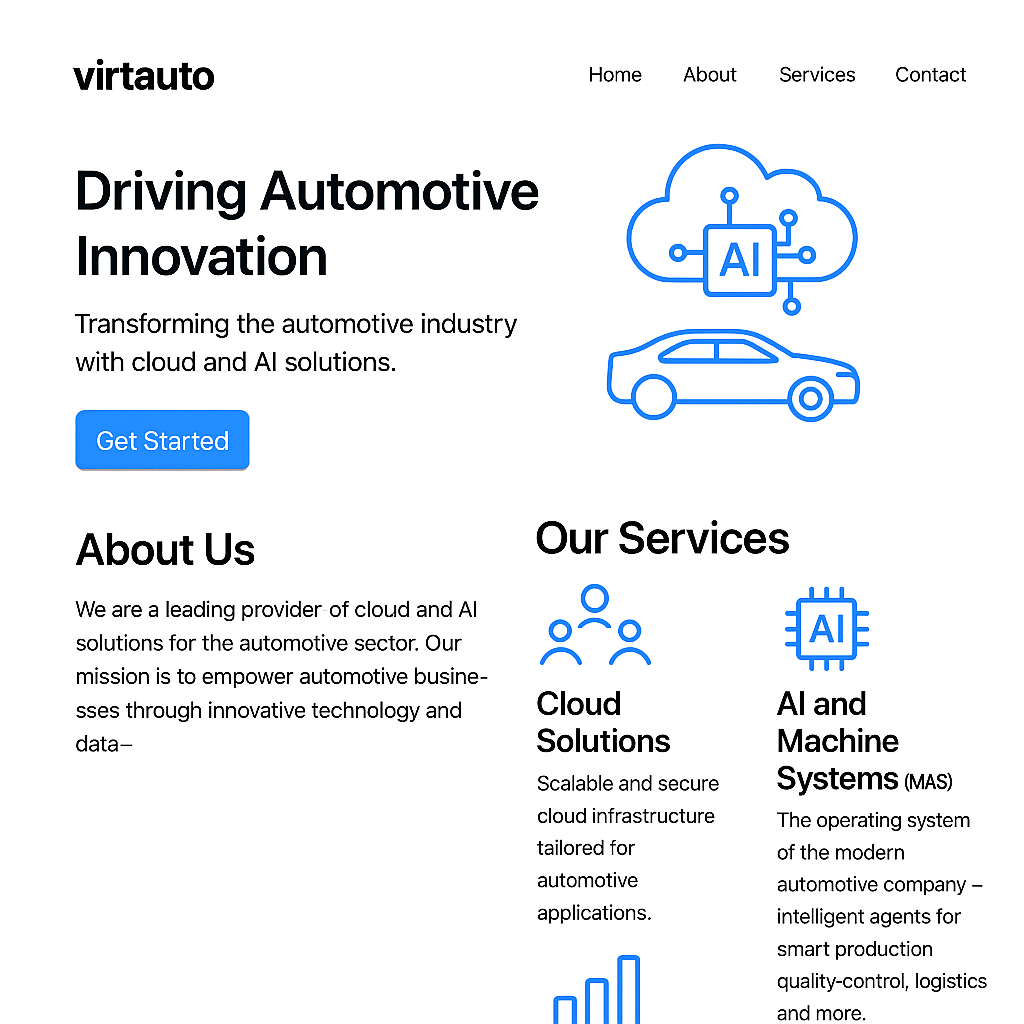 virtauto
Home About Services Contact
Driving Automotive
Innovation
Transforming the automotive industry
with cloud and AI solutions.
Get Started
AI
About Us
We are a leading provider of cloud and AI
solutions for the automotive sector. Our
mission is to empower automotive busine-
sses through innovative technology and
data–
Our Services
Cloud
Solutions
Scalable and secure
cloud infrastructure
tailored for
automotive
applications.
AI
AI and
Machine
Systems (MAS)
The operating system
of the modern
automotive company –
intelligent agents for
smart production
quality-control, logistics
and more.